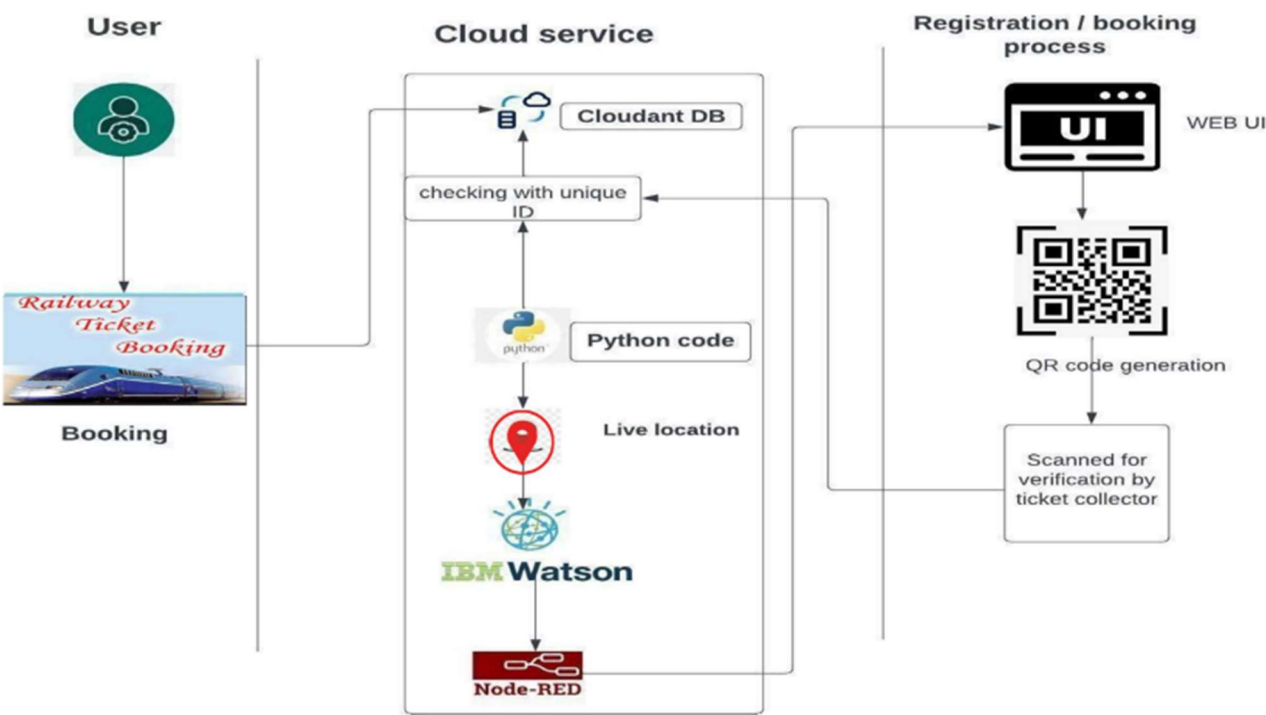 User
Railway
Ticket
Booking
Booking
Cloud service
Cloudant DB
checking with unique
ID
python
Python code
Live location
IBM Watson
Node-RED
Registration / booking
process
UI
WEB UI
QR code generation
Scanned for
verification by
ticket collector